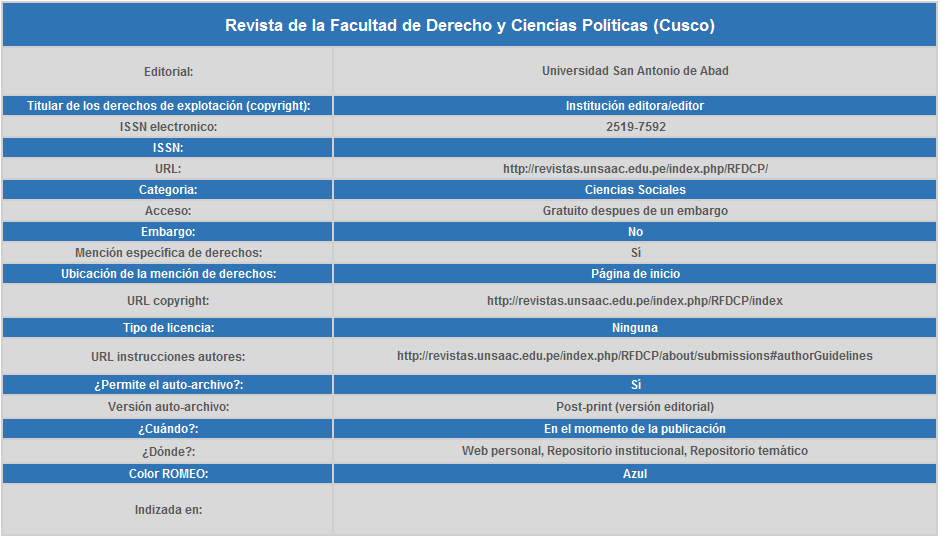 Revista de la Facultad de Derecho y Ciencias Políticas (Cusco)
Editorial: Universidad San Antonio de Abad
Titular de los derechos de explotación (copyright): Institución editora/editor
ISSN electronico: 2519-7592
ISSN:
URL: http://revistas.unsaac.edu.pe/index.php/RFDCP/
Categoria: Ciencias Sociales
Acceso: Gratuito despues de un embargo
Embargo: No
Mención específica de derechos: Sí
Ubicación de la mención de derechos: Página de inicio
URL copyright: http://revistas.unsaac.edu.pe/index.php/RFDCP/index
Tipo de licencia: Ninguna
URL instrucciones autores: http://revistas.unsaac.edu.pe/index.php/RFDCP/about/submissions#authorGuidelines
¿Permite el auto-archivo?: Sí
Versión auto-archivo: Post-print (versión editorial)
¿Cuándo?: En el momento de la publicación
¿Dónde?: Web personal, Repositorio institucional, Repositorio temático
Color ROMEO: Azul
Indizada en: